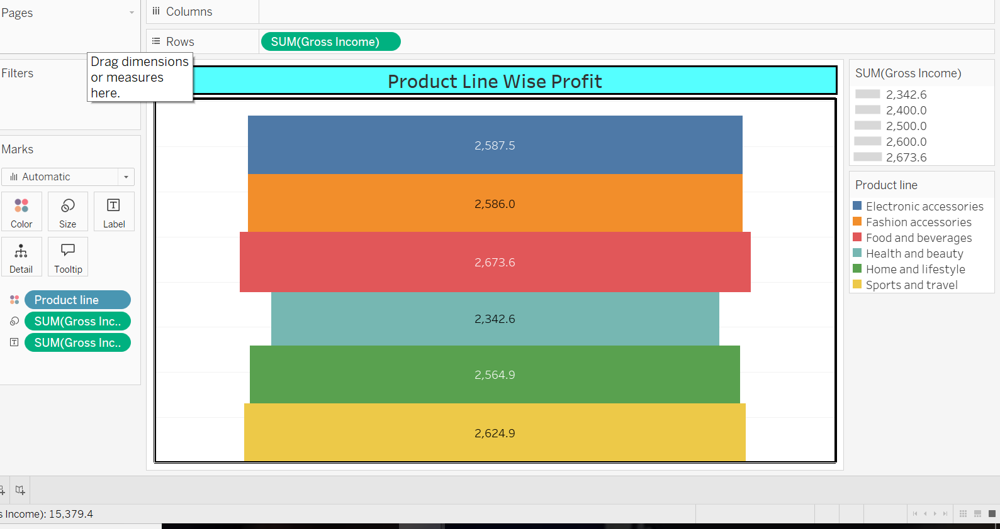 Pages
Columns
Rows
SUM(Gross Income)
Drag dimensions
or measures
here.
Filters
Product Line Wise Profit
SUM(Gross Income)
2,342.6
2,400.0
2,500.0
2,600.0
2,673.6
Marks
Automatic
Color
Size
Label
Detail
Tooltip
Product line
SUM(Gross Inc..
SUM(Gross Inc..
2,587.5
2,586.0
2,673.6
2,342.6
2,564.9
2,624.9
Product line
Electronic accessories
Fashion accessories
Food and beverages
Health and beauty
Home and lifestyle
Sports and travel
s Income): 15,379.4